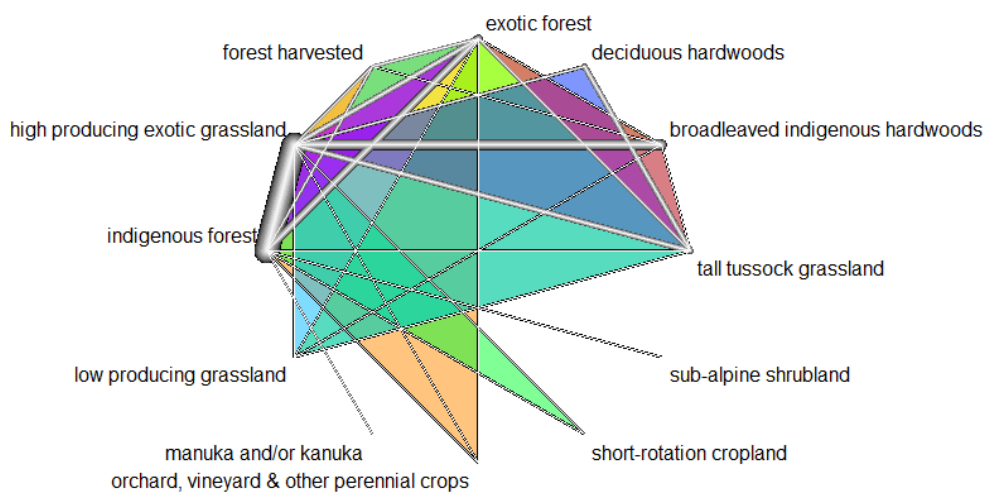 exotic forest
forest harvested
deciduous hardwoods
high producing exotic grassland
broadleaved indigenous hardwoods
indigenous forest
tall tussock grassland
low producing grassland
sub-alpine shrubland
manuka and/or kanuka
short-rotation cropland
orchard, vineyard & other perennial crops